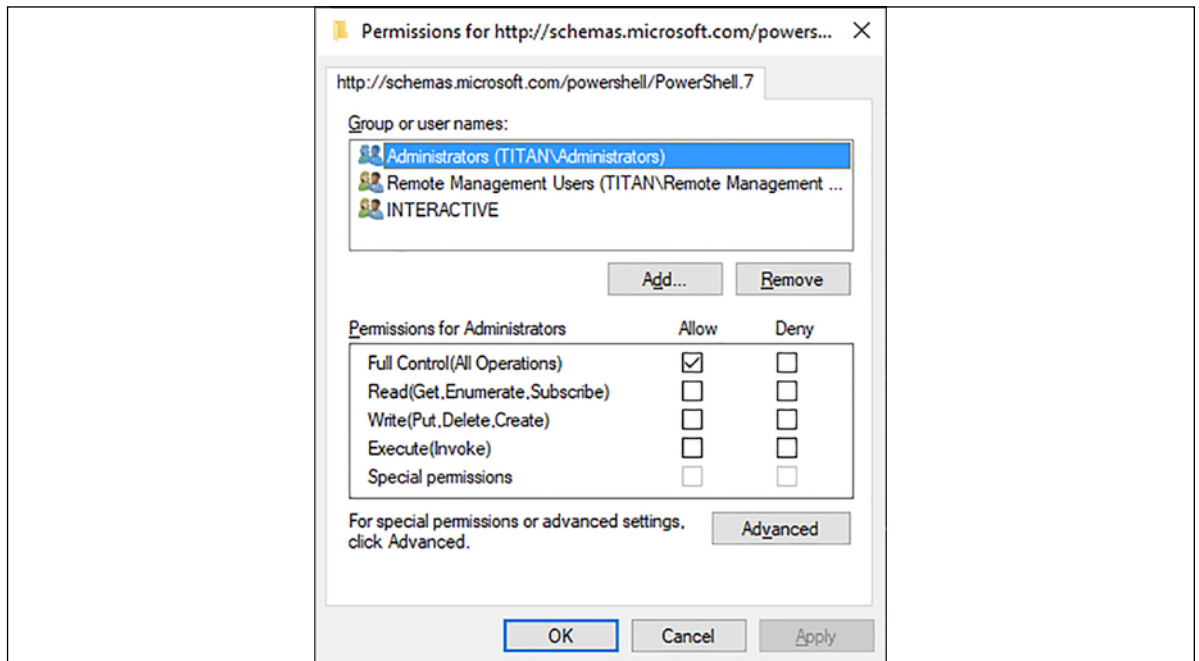 Permissions for http://schemas.microsoft.com/powers...
http://schemas.microsoft.com/powershell/PowerShell.7
Group or user names:
Administrators (TITAN\Administrators)
Remote Management Users (TITAN\Remote Management ...
INTERACTIVE
Add... Remove
Permissions for Administrators Allow Deny
Full Control(All Operations)
Read(Get,Enumerate,Subscribe)
Write(Put,Delete,Create)
Execute(Invoke)
Special permissions
For special permissions or advanced settings,
click Advanced.
Advanced
OK Cancel Apply